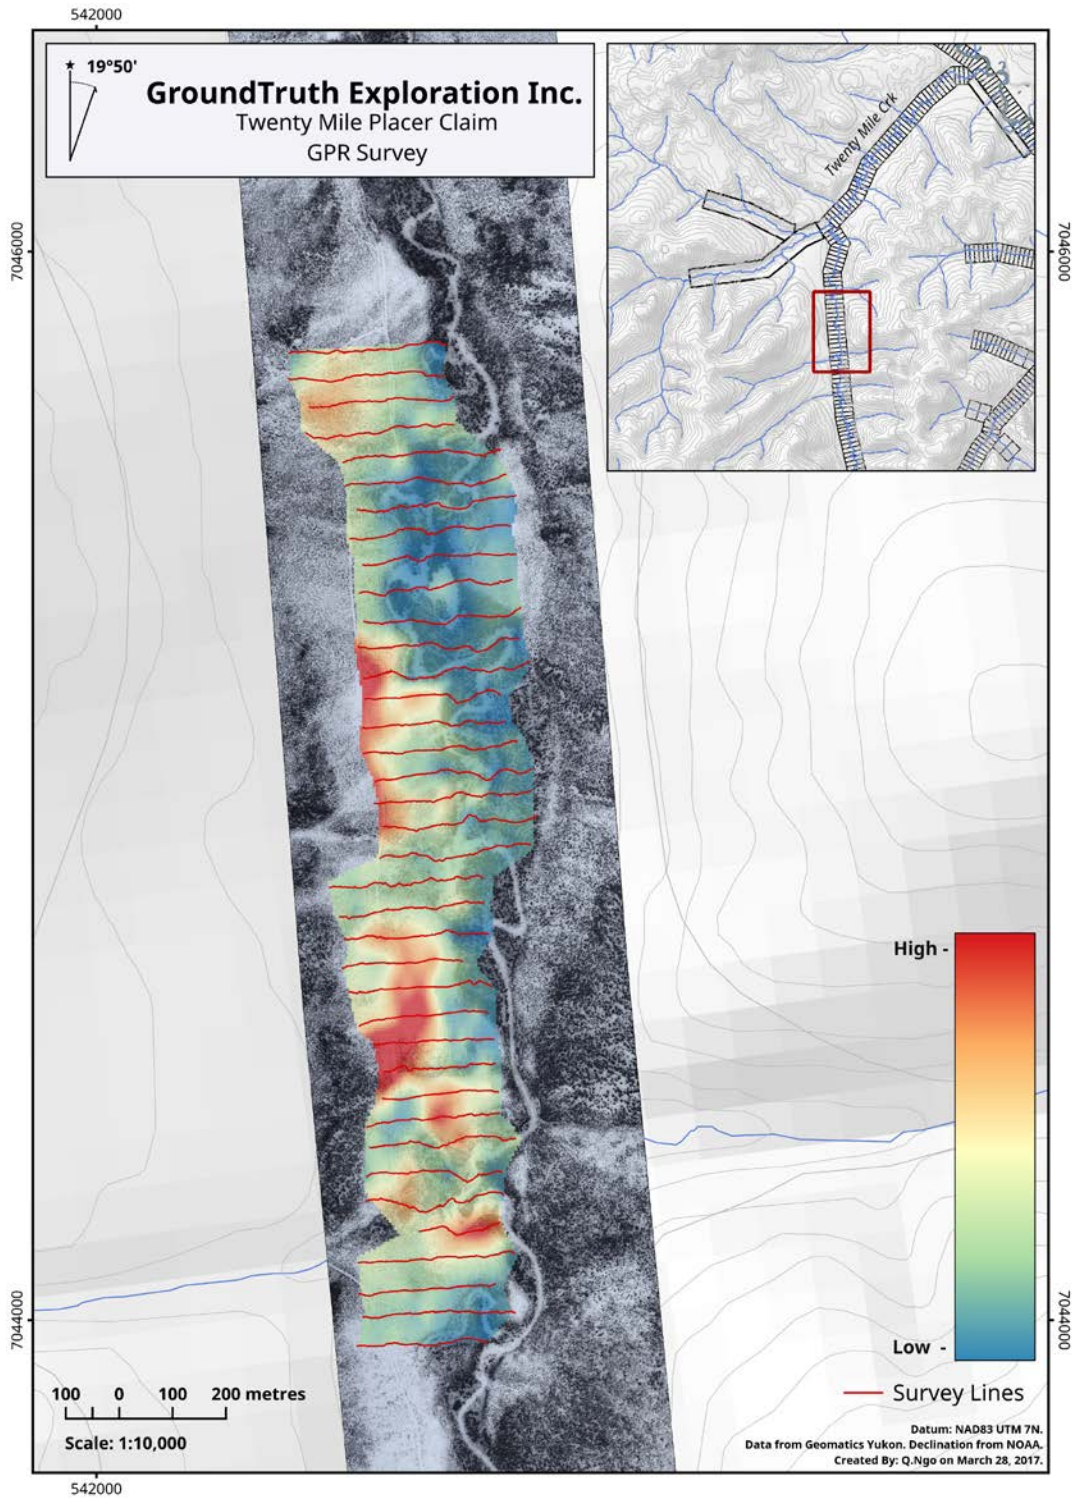 542000
19°50'
GroundTruth Exploration Inc.
Twenty Mile Placer Claim
GPR Survey
Twenty Mile Crk
7046000
7046000
High -
Low -
7044000
7044000
Survey Lines
100 0 100 200 metres
Scale: 1:10,000
Datum: NAD83 UTM 7N.
Data from Geomatics Yukon. Declination from NOAA.
Created By: Q.Ngo on March 28, 2017.
542000